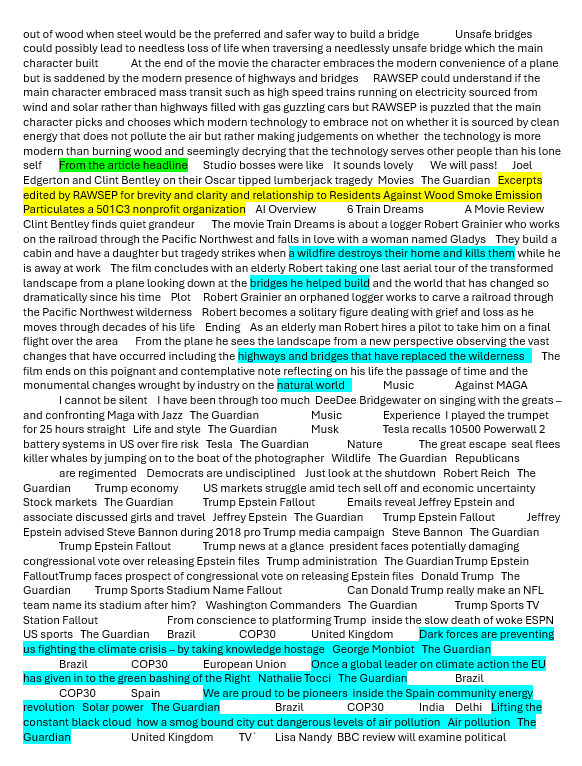 out of wood when steel would be the preferred and safer way to build a bridge Unsafe bridges
could possibly lead to needless loss of life when traversing a needlessly unsafe bridge which the main
character built At the end of the movie the character embraces the modern convenience of a plane
but is saddened by the modern presence of highways and bridges RAWSEP could understand if the
main character embraced mass transit such as high speed trains running on electricity sourced from
wind and solar rather than highways filled with gas guzzling cars but RAWSEP is puzzled that the main
character picks and chooses which modern technology to embrace not on whether it is sourced by clean
energy that does not pollute the air but rather making judgements on whether the technology is more
modern than burning wood and seemingly decrying that the technology serves other people than his lone
self From the article headline Studio bosses were like It sounds lovely We will pass! Joel
Edgerton and Clint Bentley on their Oscar tipped lumberjack tragedy Movies The Guardian Excerpts
edited by RAWSEP for brevity and clarity and relationship to Residents Against Wood Smoke Emission
Particulates a 501C3 nonprofit organization AI Overview 6 Train Dreams A Movie Review
Clint Bentley finds quiet grandeur The movie Train Dreams is about a logger Robert Grainier who works
on the railroad through the Pacific Northwest and falls in love with a woman named Gladys They build a
cabin and have a daughter but tragedy strikes when a wildfire destroys their home and kills them while he
is away at work The film concludes with an elderly Robert taking one last aerial tour of the transformed
landscape from a plane looking down at the bridges he helped build and the world that has changed so
dramatically since his time Plot Robert Grainier an orphaned logger works to carve a railroad through
the Pacific Northwest wilderness Robert becomes a solitary figure dealing with grief and loss as he
moves through decades of his life Ending As an elderly man Robert hires a pilot to take him on a final
flight over the area From the plane he sees the landscape from a new perspective observing the vast
changes that have occurred including the highways and bridges that have replaced the wilderness The
film ends on this poignant and contemplative note reflecting on his life the passage of time and the
monumental changes wrought by industry on the natural world Music Against MAGA
I cannot be silent I have been through too much DeeDee Bridgewater on singing with the greats –
and confronting Maga with Jazz The Guardian Music Experience I played the trumpet
for 25 hours straight Life and style The Guardian Musk Tesla recalls 10500 Powerwall 2
battery systems in US over fire risk Tesla The Guardian Nature The great escape seal flees
killer whales by jumping on to the boat of the photographer Wildlife The Guardian Republicans
are regimented Democrats are undisciplined Just look at the shutdown Robert Reich The
Guardian Trump economy US markets struggle amid tech sell off and economic uncertainty
Stock markets The Guardian Trump Epstein Fallout Emails reveal Jeffrey Epstein and
associate discussed girls and travel Jeffrey Epstein The Guardian Trump Epstein Fallout Jeffrey
Epstein advised Steve Bannon during 2018 pro Trump media campaign Steve Bannon The Guardian
Trump Epstein Fallout Trump news at a glance president faces potentially damaging
congressional vote over releasing Epstein files Trump administration The GuardianTrump Epstein
FalloutTrump faces prospect of congressional vote on releasing Epstein files Donald Trump The
Guardian Trump Sports Stadium Name Fallout Can Donald Trump really make an NFL
team name its stadium after him? Washington Commanders The Guardian Trump Sports TV
Station Fallout From conscience to platforming Trump inside the slow death of woke ESPN
US sports The Guardian Brazil COP30 United Kingdom Dark forces are preventing
us fighting the climate crisis – by taking knowledge hostage George Monbiot The Guardian
Brazil COP30 European Union Once a global leader on climate action the EU
has given in to the green bashing of the Right Nathalie Tocci The Guardian Brazil
COP30 Spain We are proud to be pioneers inside the Spain community energy
revolution Solar power The Guardian Brazil COP30 India Delhi Lifting the
constant black cloud how a smog bound city cut dangerous levels of air pollution Air pollution The
Guardian United Kingdom TV` Lisa Nandy BBC review will examine political